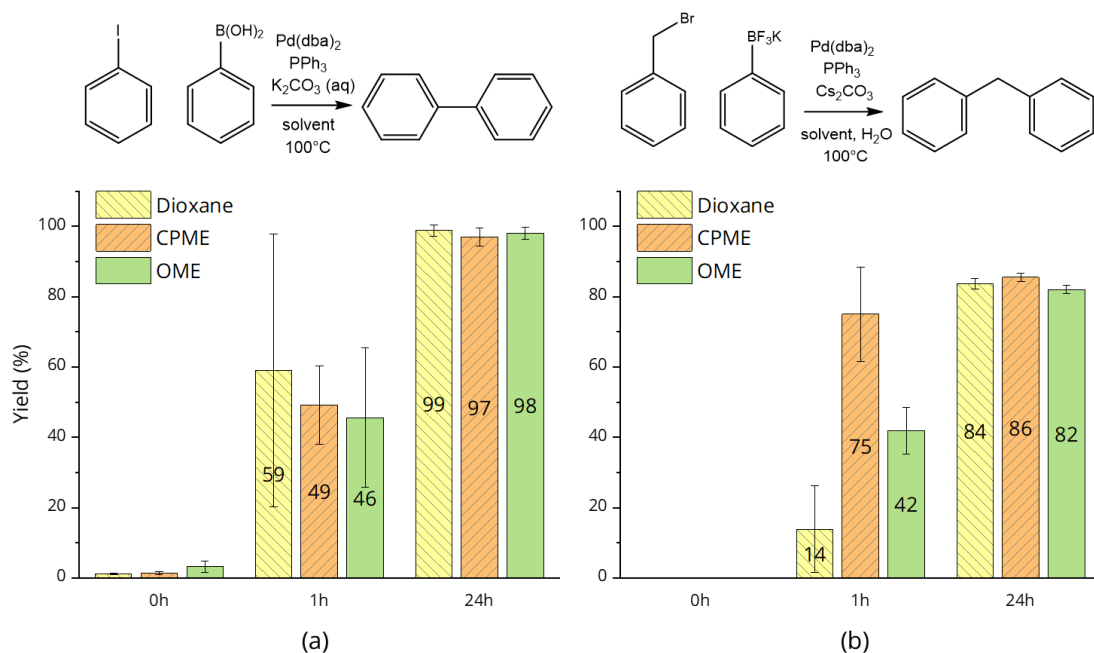 I
B(OH)₂
Pd(dba)₂
PPh₃
K₂CO₃ (aq)
solvent
100°C
Br
BF₃K
Pd(dba)₂
PPh₃
Cs₂CO₃
solvent, H₂O
100°C
Yield (%)
100
80
60
40
20
0
Dioxane
CPME
OME
59
49
46
99
97
98
0h
1h
24h
(a)
100
80
60
40
20
0
Dioxane
CPME
OME
14
75
42
84
86
82
0h
1h
24h
(b)